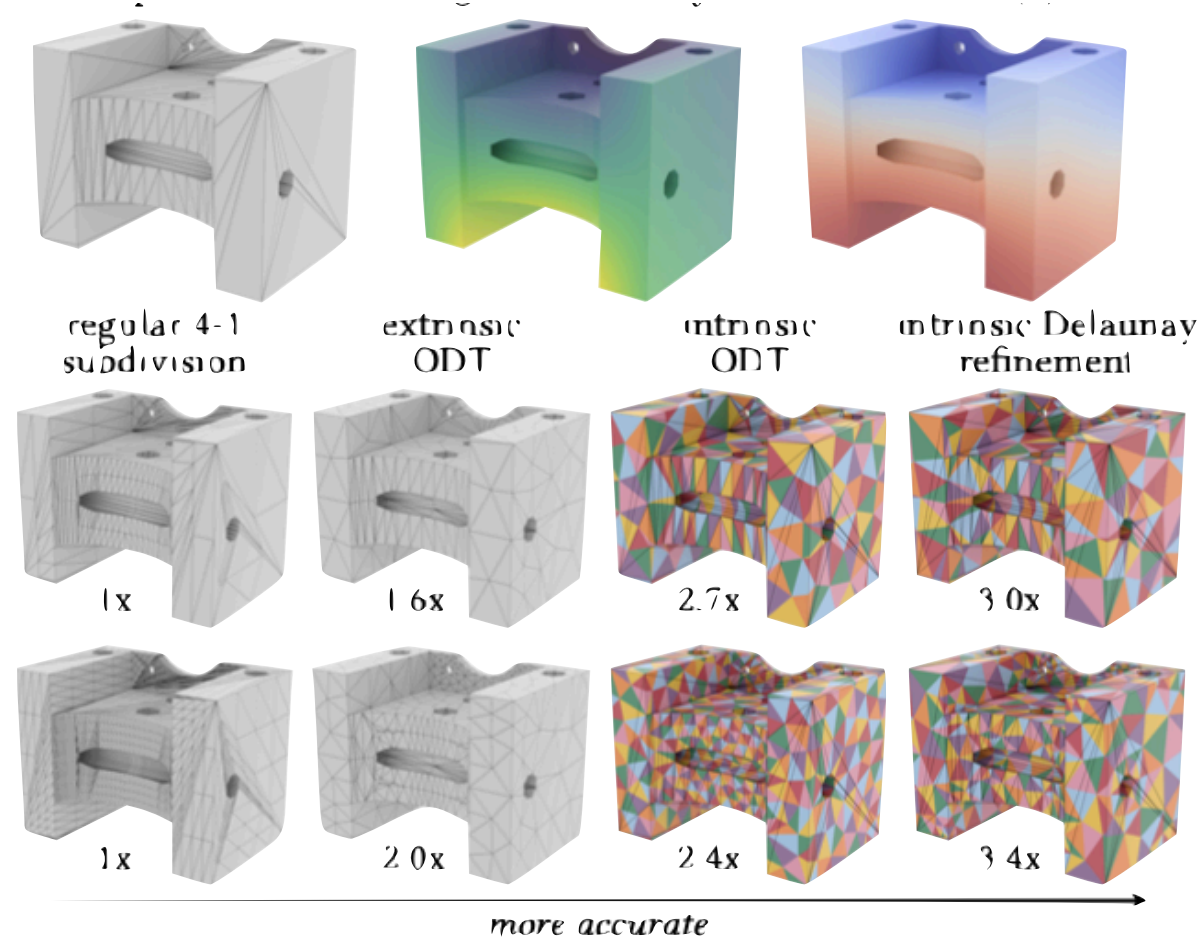 regular 4-1
subdivision
extrinsic
ODT
intrinsic
ODT
intrinsic Delaunay
refinement
1x
1.6x
2.7x
3.0x
1x
2.0x
2.4x
3.4x
more accurate